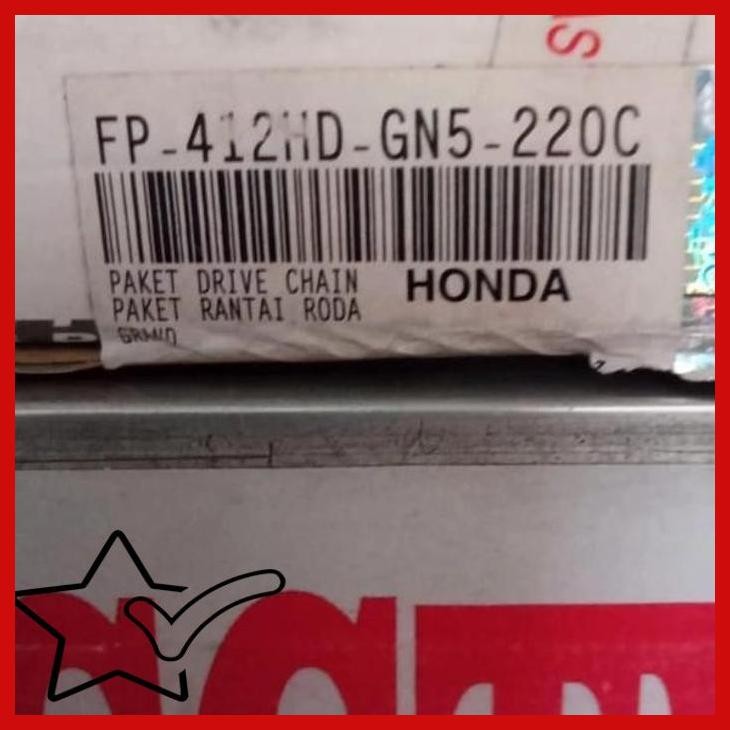 FP-412HD-GN5-220C
PAKET DRIVE CHAIN HONDA
PAKET RANTAI RODA